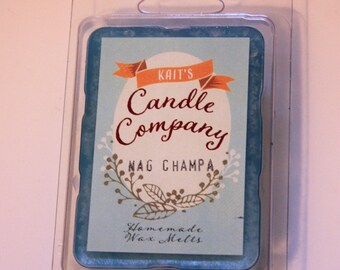 KAIT'S
Candle
Company
NAG CHAMPA
Homemade
Wax Melts